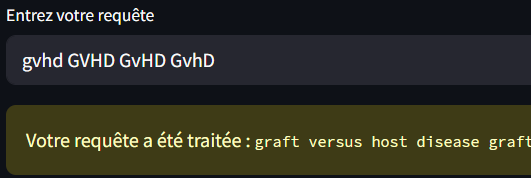 Entrez votre requête
gvhd GVHD GvHD GvhD
Votre requête a été traitée : graft versus host disease graft